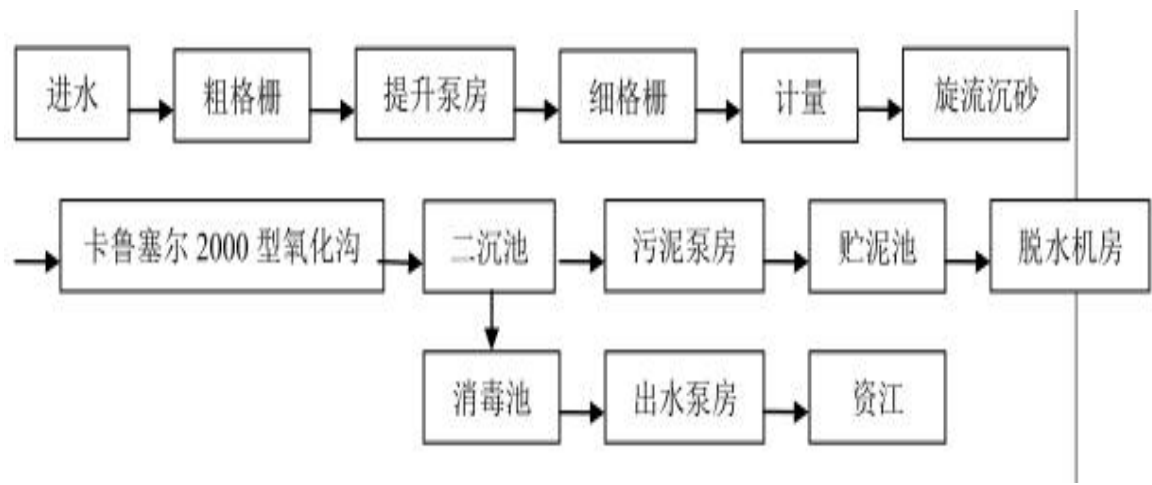 进水 粗格栅 提升泵房 细格栅 计量 旋流沉砂
卡鲁塞尔 2000 型氧化沟 二沉池 污泥泵房 贮泥池 脱水机房
消毒池 出水泵房 资江